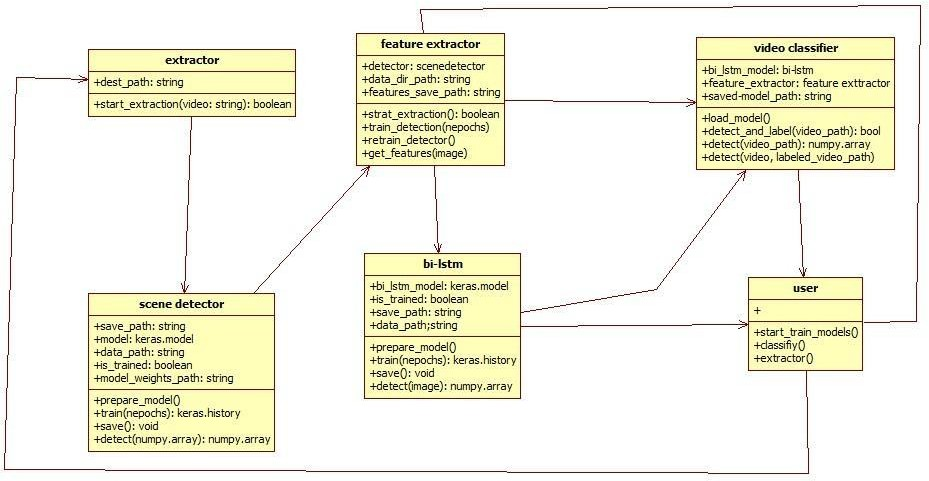 extractor
+dest_path: string
+start_extraction(video: string): boolean
feature extractor
+detector: scenedetector
+data_dir_path: string
+features_save_path: string
+strat_extraction(): boolean
+train_detection(nepochs)
+retrain_detector()
+get_features(image)
video classifier
+bi_lstm_model: bi-lstm
+feature_extractor: feature exttractor
+saved-model_path: string
+load_model()
+detect_and_label(video_path): bool
+detect(video_path): numpy.array
+detect(video, labeled_video_path)
scene detector
+save_path: string
+model: keras.model
+data_path: string
+is_trained: boolean
+model_weights_path: string
+prepare_model()
+train(nepochs): keras.history
+save(): void
+detect(numpy.array): numpy.array
bi-lstm
+bi_lstm_model: keras.model
+is_trained: boolean
+save_path: string
+data_path;string
+prepare_model()
+train(nepochs): keras.history
+save(): void
+detect(image): numpy.array
user
+
+start_train_models()
+classifiy()
+extractor()